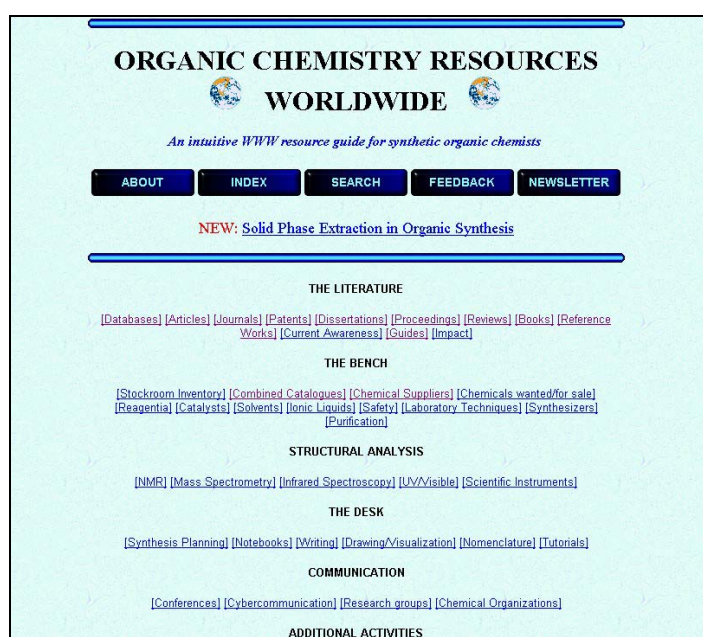 ORGANIC CHEMISTRY RESOURCES
WORLDWIDE
An intuitive WWW resource guide for synthetic organic chemists
ABOUT INDEX SEARCH FEEDBACK NEWSLETTER
NEW: Solid Phase Extraction in Organic Synthesis
THE LITERATURE
[Databases] [Articles] [Journals] [Patents] [Dissertations] [Proceedings] [Reviews] [Books] [Reference
Works] [Current Awareness] [Guides] [Impact]
THE BENCH
[Stockroom Inventory] [Combined Catalogues] [Chemical Suppliers] [Chemicals wanted/for sale]
[Reagentia] [Catalysts] [Solvents] [Ionic Liquids] [Safety] [Laboratory Techniques] [Synthesizers]
[Purification]
STRUCTURAL ANALYSIS
[NMR] [Mass Spectrometry] [Infrared Spectroscopy] [UV/Visible] [Scientific Instruments]
THE DESK
[Synthesis Planning] [Notebooks] [Writing] [Drawing/Visualization] [Nomenclature] [Tutorials]
COMMUNICATION
[Conferences] [Cybercommunication] [Research groups] [Chemical Organizations]
ADDITIONAL ACTIVITIES